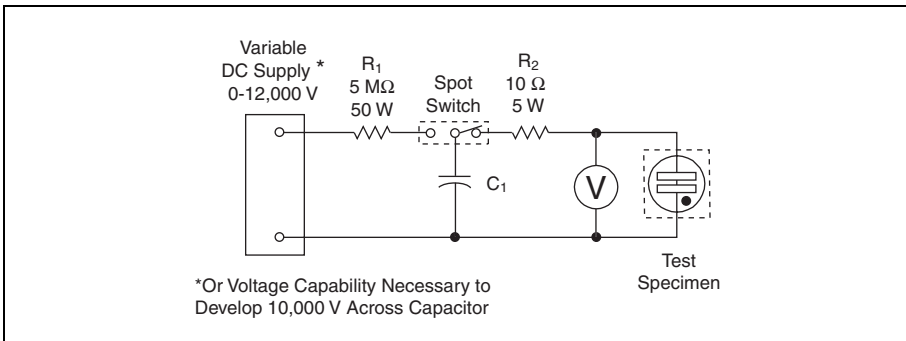 Variable
DC Supply *
0-12,000 V
R1
5 MΩ
50 W
Spot
Switch
R2
10 Ω
5 W
C1
V
Test
Specimen
*Or Voltage Capability Necessary to
Develop 10,000 V Across Capacitor